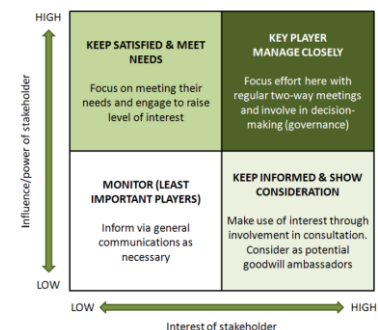 HIGH
KEEP SATISFIED & MEET
NEEDS
Focus on meeting their
needs and engage to raise
level of interest
KEY PLAYER
MANAGE CLOSELY
Focus effort here with
regular two-way meetings
and involve in decision-
making (governance)
Influence/power of stakeholder
MONITOR (LEAST
IMPORTANT PLAYERS)
Inform via general
communications as
necessary
KEEP INFORMED & SHOW
CONSIDERATION
Make use of interest through
involvement in consultation.
Consider as potential
goodwill ambassadors
LOW
LOW
HIGH
Interest of stakeholder